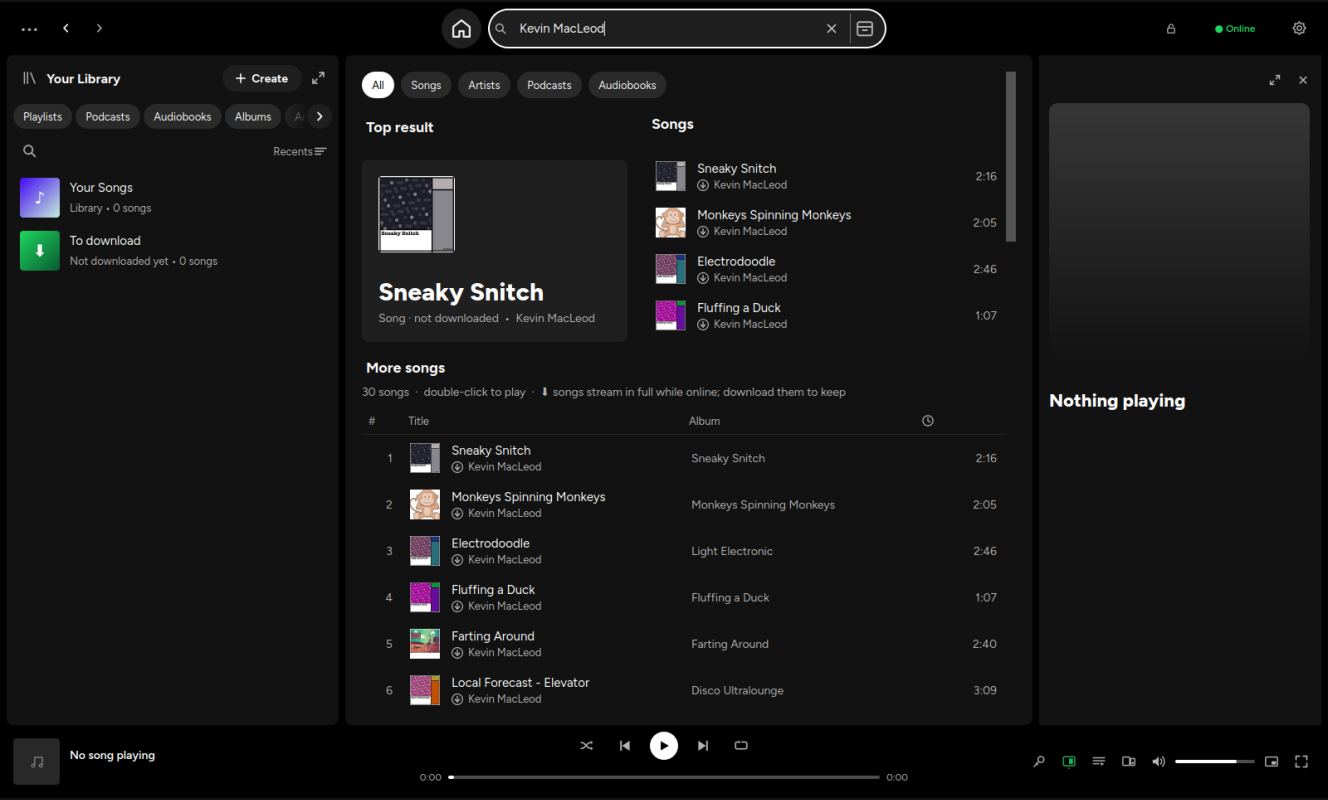 Kevin MacLeod
Online
Your Library
+ Create
Playlists
Podcasts
Audiobooks
Albums
Recents
Your Songs
Library • 0 songs
To download
Not downloaded yet • 0 songs
All
Songs
Artists
Podcasts
Audiobooks
Top result
Sneaky Snitch
Sneaky Snitch
Song · not downloaded • Kevin MacLeod
Songs
Sneaky Snitch
Kevin MacLeod
2:16
Monkeys Spinning Monkeys
Kevin MacLeod
2:05
Electrodoodle
Kevin MacLeod
2:46
Fluffing a Duck
Kevin MacLeod
1:07
More songs
30 songs · double-click to play · ⬇ songs stream in full while online; download them to keep
# Title Album
1 Sneaky Snitch Sneaky Snitch 2:16
Kevin MacLeod
2 Monkeys Spinning Monkeys Monkeys Spinning Monkeys 2:05
Kevin MacLeod
3 Electrodoodle Light Electronic 2:46
Kevin MacLeod
4 Fluffing a Duck Fluffing a Duck 1:07
Kevin MacLeod
5 Farting Around Farting Around 2:40
Kevin MacLeod
6 Local Forecast - Elevator Disco Ultralounge 3:09
Kevin MacLeod
Nothing playing
No song playing
0:00
0:00